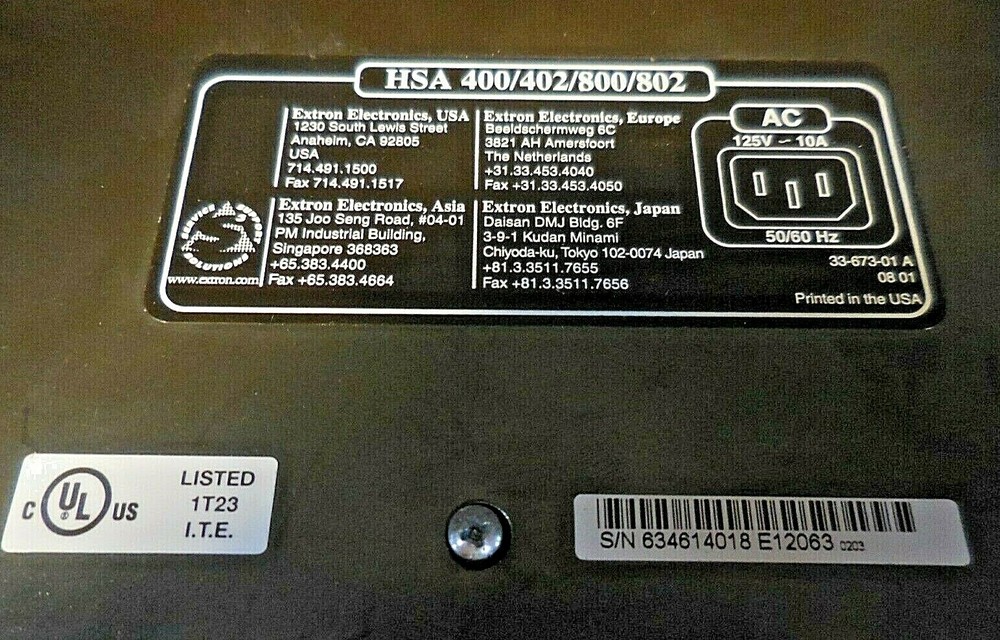 HSA 400/402/800/802
Extron Electronics, USA
1230 South Lewis Street
Anaheim, CA 92805
USA
714.491.1500
Fax 714.491.1517
Extron Electronics, Europe
Beeldschermweg 6C
3821 AH Amersfoort
The Netherlands
+31.33.453.4040
Fax +31.33.453.4050
AC
125V ~ 10A
50/60 Hz
SERVICE SUPPORT SOLUTIONS
S3
www.extron.com
Extron Electronics, Asia
135 Joo Seng Road, #04-01
PM Industrial Building,
Singapore 368363
+65.383.4400
Fax +65.383.4664
Extron Electronics, Japan
Daisan DMJ Bldg. 6F
3-9-1 Kudan Minami
Chiyoda-ku, Tokyo 102-0074 Japan
+81.3.3511.7655
Fax +81.3.3511.7656
33-673-01 A
08 01
Printed in the USA
C UL US
®
LISTED
1T23
I.T.E.
S/N 634614018 E12063 0203